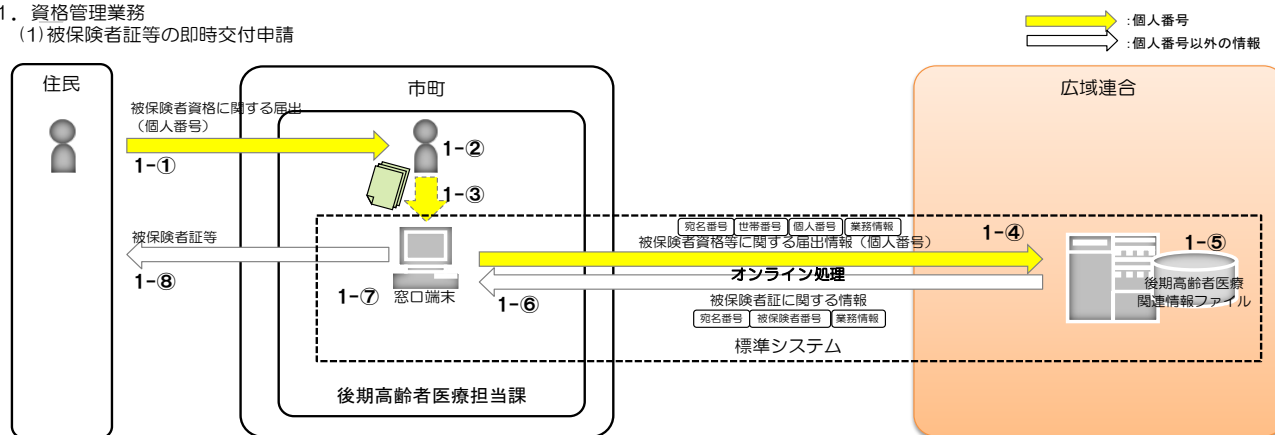 1．資格管理業務
(1)被保険者証等の即時交付申請
:個人番号
:個人番号以外の情報
住民
市町
広域連合
被保険者資格に関する届出
（個人番号）
1-①
1-②
1-③
宛名番号 世帯番号 個人番号 業務情報
被保険者資格等に関する届出情報（個人番号）
1-④
1-⑤
被保険者証等
オンライン処理
1-⑧
1-⑦ 窓口端末
1-⑥
後期高齢者医療
関連情報ファイル
被保険者証に関する情報
宛名番号 被保険者番号 業務情報
標準システム
後期高齢者医療担当課